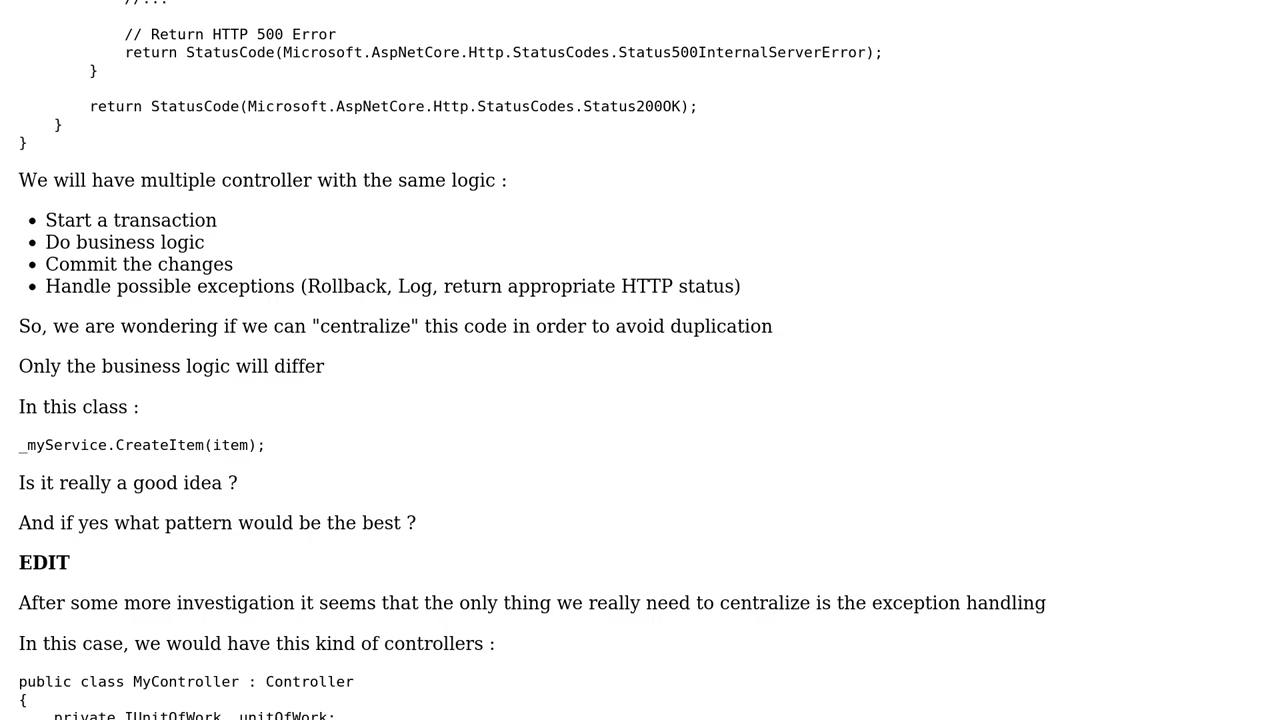 //...
// Return HTTP 500 Error
return StatusCode(Microsoft.AspNetCore.Http.StatusCodes.Status500InternalServerError);
}
return StatusCode(Microsoft.AspNetCore.Http.StatusCodes.Status200OK);
}
}
We will have multiple controller with the same logic :
• Start a transaction
• Do business logic
• Commit the changes
• Handle possible exceptions (Rollback, Log, return appropriate HTTP status)
So, we are wondering if we can "centralize" this code in order to avoid duplication
Only the business logic will differ
In this class :
_myService.CreateItem(item);
Is it really a good idea ?
And if yes what pattern would be the best ?
EDIT
After some more investigation it seems that the only thing we really need to centralize is the exception handling
In this case, we would have this kind of controllers :
public class MyController : Controller
{
private IUnitOfWork _unitOfWork;